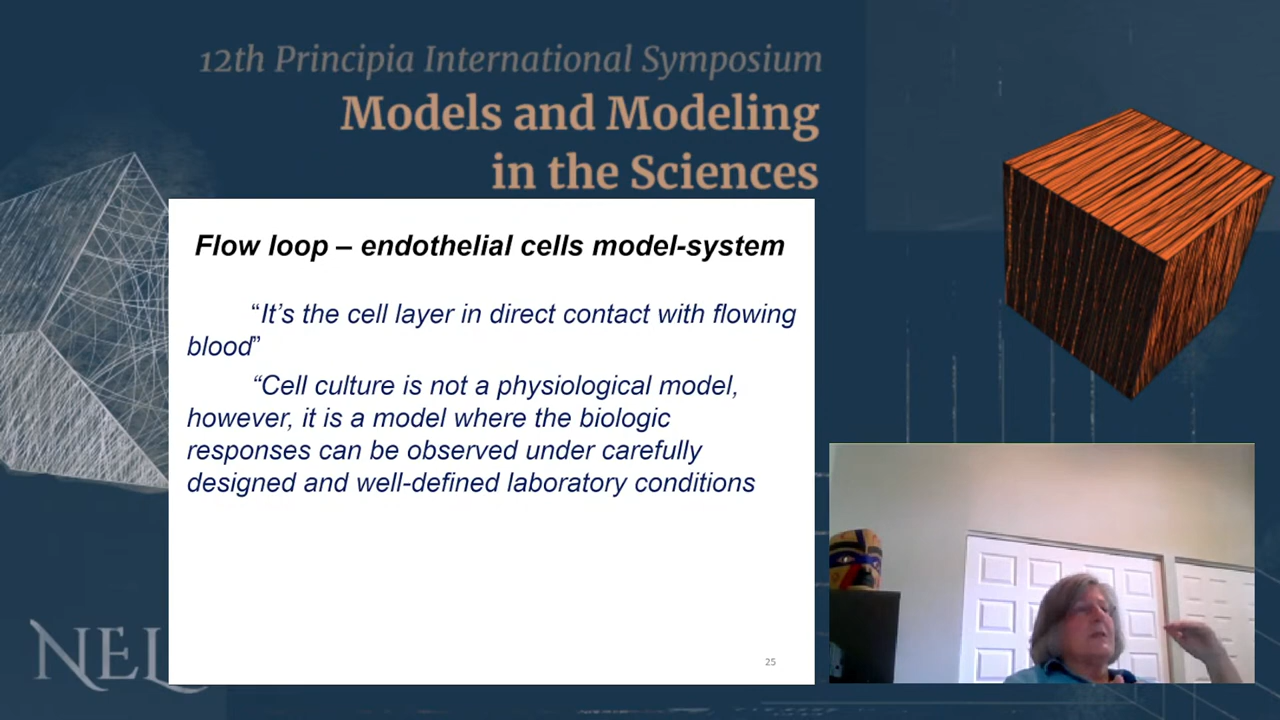 12th Principia International Symposium
Models and Modeling
in the Sciences
Flow loop – endothelial cells model-system
“It’s the cell layer in direct contact with flowing
blood”
“Cell culture is not a physiological model,
however, it is a model where the biologic
responses can be observed under carefully
designed and well-defined laboratory conditions
25
NEL